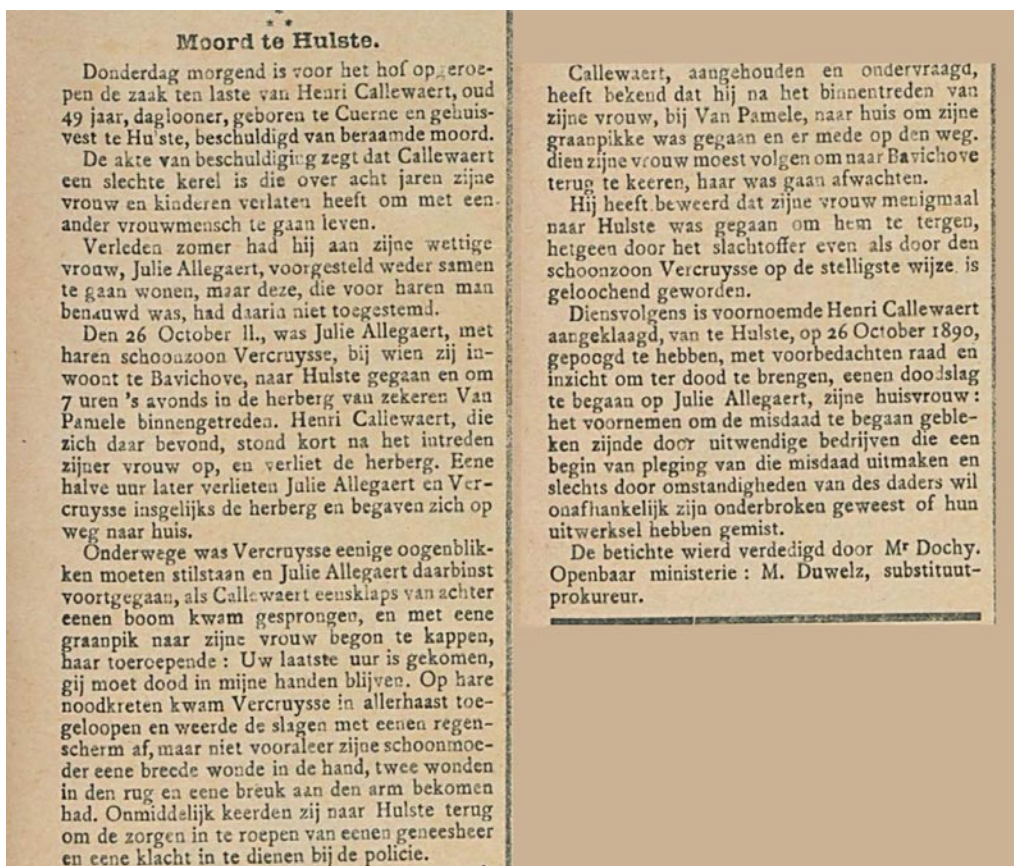 * *
Moord te Hulste.
Donderdag morgend is voor het hof opgeroe-
pen de zaak ten laste van Henri Callewaert, oud
49 jaar, daglooner, geboren te Cuerne en gehuis-
vest te Hu'ste, beschuldigd van beraamde moord.
De akte van beschuldigirg zegt dat Callewaert
een slechte kerel is die over acht jaren zijne
vrouw en kinderen verlaten heeft om met een
ander vrouwmensch te gaan leven.
Verleden zomer had hij aan zijne wettige
vrouw, Julie Allegaert, voorgesteld weder samen
te gaan wonen, maar deze, die voor haren man
benauwd was, had daarin niet toegestemd.
Den 26 October ll., was Julie Allegaert, met
haren schoonzoon Vercruysse, bij wien zij in-
woont te Bavichove, naar Hulste gegaan en om
7 uren 's avonds in de herberg van zekeren Van
Pamele binnengetreden. Henri Callewaert, die
zich daar bevond, stond kort na het intreden
zijner vrouw op, en verliet de herberg. Eene
halve uur later verlieten Julie Allegaert en Ver-
cruysse insgelijks de herberg en begaven zich op
weg naar huis.
Onderwege was Vercruysse eenige oogenblik-
ken moeten stilstaan en Julie Allegaert daarbinst
voortgegaan, als Callewaert eensklaps van achter
eenen boom kwam gesprongen, en met eene
graanpik naar zijne vrouw begon te kappen,
haar toeroepende : Uw laatste uur is gekomen,
gij moet dood in mijne handen blijven. Op hare
noodkreten kwam Vercruysse in allerhaast toe-
geloopen en weerde de slagen met eenen regen-
scherm af, maar niet vooraleer zijne schoonmoe-
der eene breede wonde in de hand, twee wonden
in den rug en eene breuk aan den arm bekomen
had. Onmiddelijk keerden zij naar Hulste terug
om de zorgen in te roepen van eenen geneesheer
en eene klacht in te dienen bij de policie.
Callewaert, aangehouden en ondervraagd,
heeft bekend dat hij na het binnentreden van
zijne vrouw, bij Van Pamele, naar huis om zijne
graanpikke was gegaan en er mede op den weg.
dien zijne vrouw moest volgen om naar Bavichove
terug te keeren, haar was gaan afwachten.
Hij heeft beweerd dat zijne vrouw menigmaal
naar Hulste was gegaan om hem te tergen,
hetgeen door het slachtoffer even als door den
schoonzoon Vercruysse op de stelligste wijze is
geloochend geworden.
Diensvolgens is voornoemde Henri Callewaert
aangeklaagd, van te Hulste, op 26 October 1890,
gepoogd te hebben, met voorbedachten raad en
inzicht om ter dood te brengen, eenen doodslag
te begaan op Julie Allegaert, zijne huisvrouw :
het voornemen om de misdaad te begaan geble-
ken zijnde door uitwendige bedrijven die een
begin van pleging van die misdaad uitmaken en
slechts door omstandigheden van des daders wil
onafhankelijk zijn onderbroken geweest of hun
uitwerksel hebben gemist.
De betichte wierd verdedigd door Mr Dochy.
Openbaar ministerie : M. Duwelz, substituut-
prokureur.